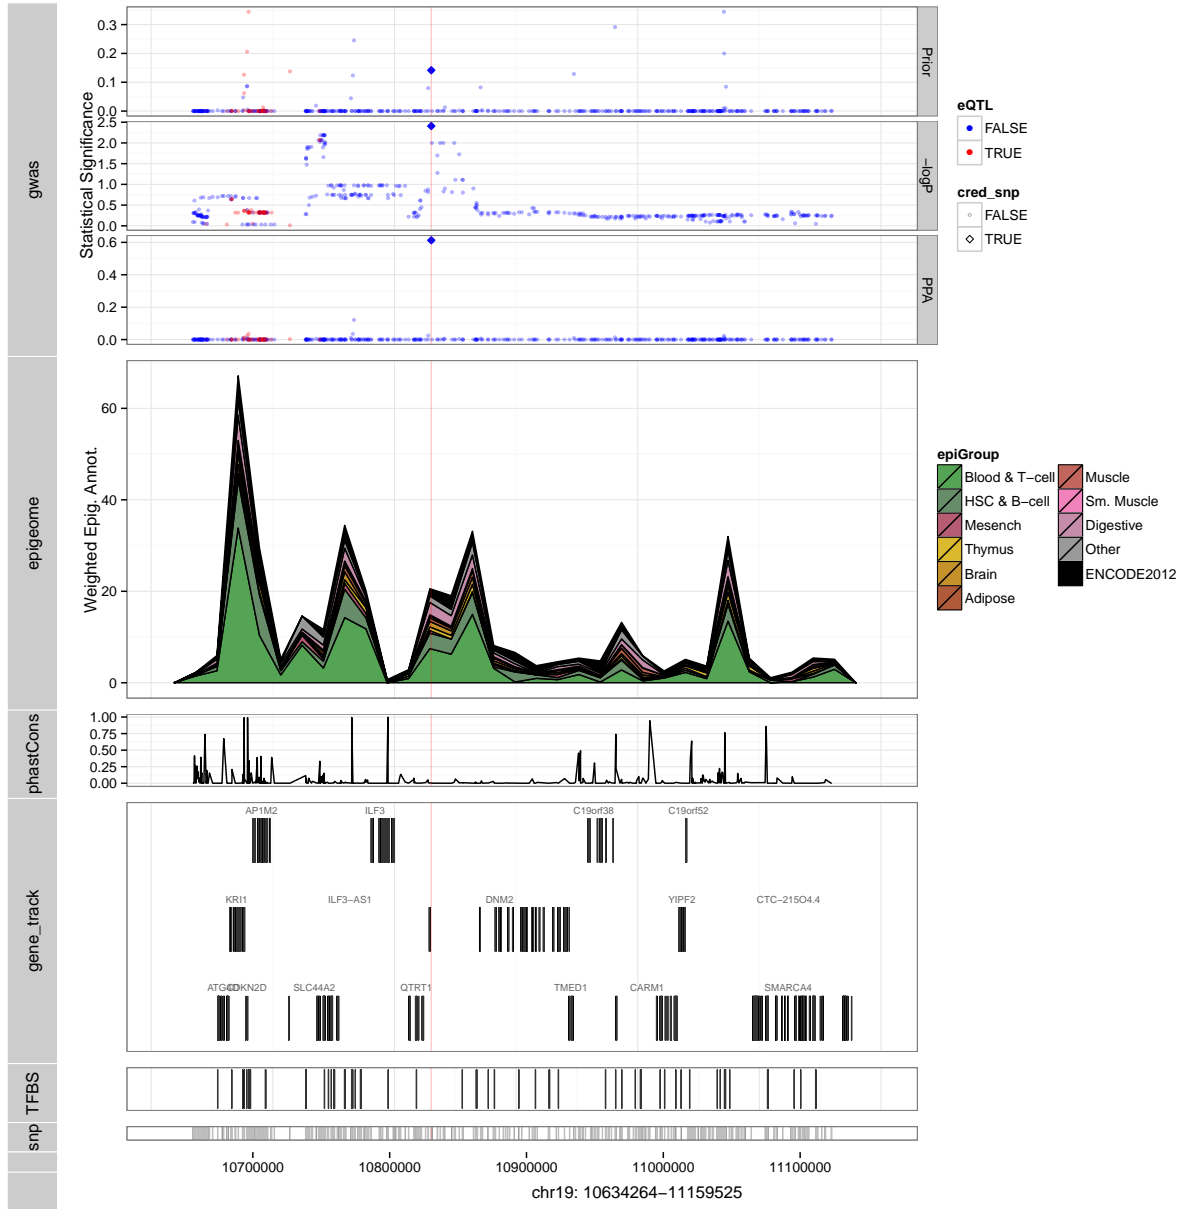 gwas
Statistical Significance
0.3
0.2
0.1
0.0
Prior
2.5
2.0
1.5
1.0
0.5
0.0
−logP
0.6
0.4
0.2
0.0
PPA
eQTL
FALSE
TRUE
cred_snp
FALSE
TRUE
epigeome
Weighted Epig. Annot.
60
40
20
0
epiGroup
Blood & T−cell
HSC & B−cell
Mesench
Thymus
Brain
Adipose
Muscle
Sm. Muscle
Digestive
Other
ENCODE2012
phastCons
1.00
0.75
0.50
0.25
0.00
gene_track
AP1M2 ILF3 C19orf38 C19orf52
KRI1 ILF3−AS1 DNM2 YIPF2 CTC−215O4.4
SLC44A2 QTRT1 TMED1 CARM1 SMARCA4
TFBS
snp
10700000 10800000 10900000 11000000 11100000
chr19: 10634264−11159525